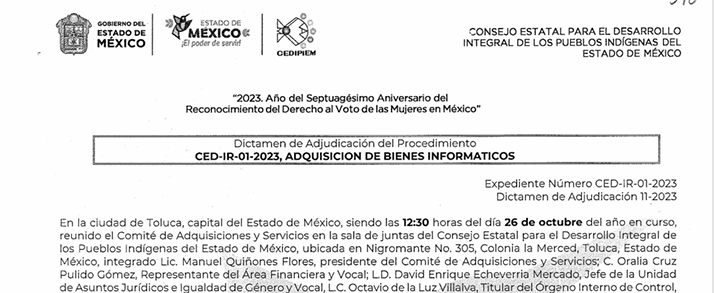 GOBIERNO DEL
ESTADO DE
MÉXICO
ESTADO DE
MÉXICO
¡El poder de servir!
CEDIPIEM
CONSEJO ESTATAL PARA EL DESARROLLO
INTEGRAL DE LOS PUEBLOS INDÍGENAS DEL
ESTADO DE MÉXICO
"2023. Año del Septuagésimo Aniversario del
Reconocimiento del Derecho al Voto de las Mujeres en México"
Dictamen de Adjudicación del Procedimiento
CED-IR-01-2023, ADQUISICION DE BIENES INFORMATICOS
Expediente Número CED-IR-01-2023
Dictamen de Adjudicación 11-2023
En la ciudad de Toluca, capital del Estado de México, siendo las 12:30 horas del día 26 de octubre del año en curso,
reunido el Comité de Adquisiciones y Servicios en la sala de juntas del Consejo Estatal para el Desarrollo Integral de
los Pueblos Indígenas del Estado de México, ubicada en Nigromante No. 305, Colonia la Merced, Toluca, Estado de
México, integrado Lic. Manuel Quiñones Flores, presidente del Comité de Adquisiciones y Servicios; C. Oralia Cruz
Pulido Gómez, Representante del Área Financiera y Vocal; L.D. David Enrique Echeverria Mercado, Jefe de la Unidad
de Asuntos Jurídicos e Igualdad de Género y Vocal, L.C. Octavio de la Luz Villalva, Titular del Órgano Interno de Control,